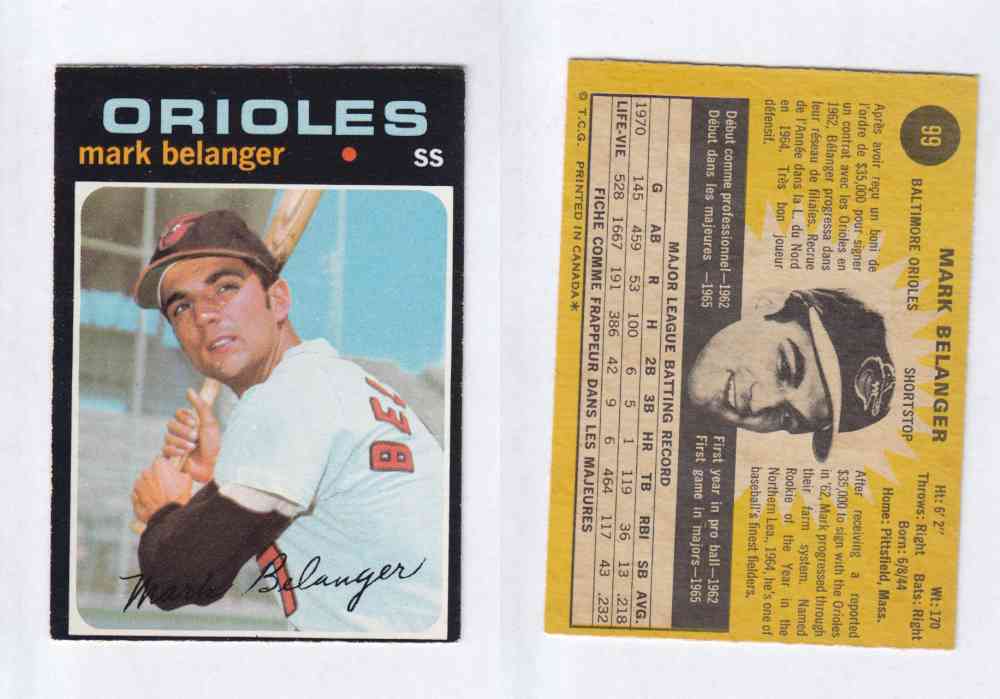 ORIOLES
mark belanger • ss
BEL
Mark Belanger
99
MARK BELANGER
BALTIMORE ORIOLES SHORTSTOP
Ht: 6' 2" Wt: 170
Throws: Right Bats: Right
Born: 6/8/44
Home: Pittsfield, Mass.
Après avoir reçu un boni de
l'ordre de $35,000 pour signer
un contrat avec les Orioles en
1962, Bélanger progressa dans
leur réseau de filiales. Recrue
de l'Année dans la L. du Nord
en 1964. Très bon joueur
défensif.
After receiving a reported
$35,000 to sign with the Orioles
in '62 Mark progressed through
their farm system. Named
Rookie of the Year in the
Northern Lea., 1964, he's one of
baseball's finest fielders.
Début comme professionnel—1962
Début dans les majeures —1965
First year in pro ball—1962
First game in majors—1965
MAJOR LEAGUE BATTING RECORD
G AB R H 2B 3B HR TB RBI SB AVG.
1970 145 459 53 100 6 5 1 119 36 13 .218
LIFE-VIE 528 1667 191 386 42 9 6 464 117 43 .232
FICHE COMME FRAPPEUR DANS LES MAJEURES
© T.C.G. PRINTED IN CANADA*